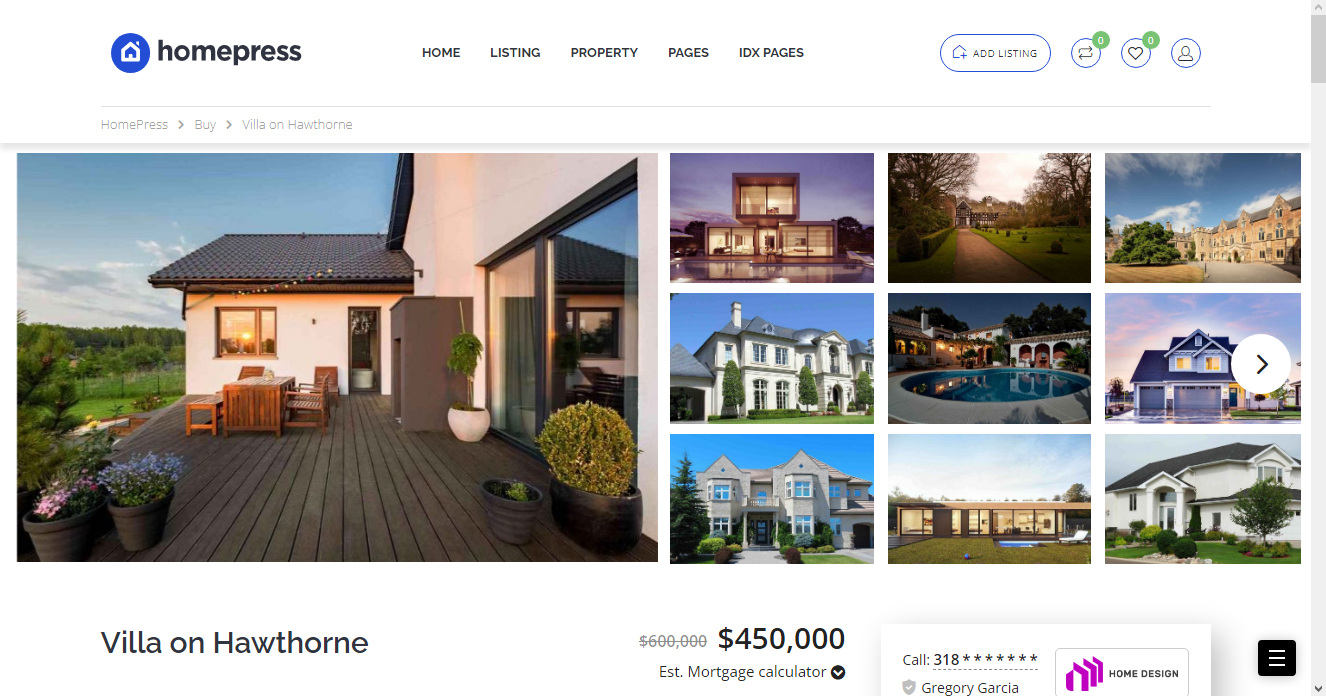 homepress
HOME LISTING PROPERTY PAGES IDX PAGES
ADD LISTING
0
0
HomePress > Buy > Villa on Hawthorne
Villa on Hawthorne
$600,000 $450,000
Est. Mortgage calculator
Call: 318*******
Gregory Garcia
HOME DESIGN